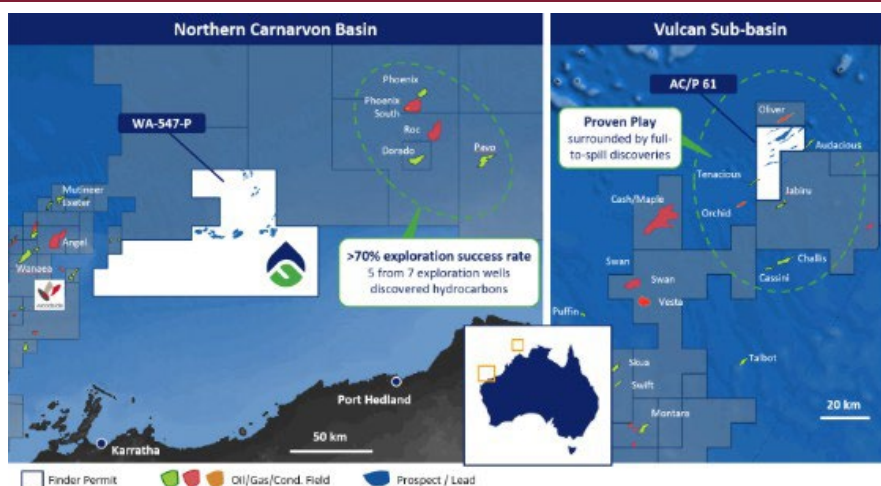 Northern Carnarvon Basin
WA-547-P
Phoenix
Phoenix
South
Roc
Dorado
Pavo
Mutineer
Exeter
Angel
Wanaea
>70% exploration success rate
5 from 7 exploration wells
discovered hydrocarbons
Port Hedland
Karratha
50 km
Vulcan Sub-basin
AC/P 61
Oliver
Proven Play
surrounded by full-
to-spill discoveries
Audacious
Tenacious
Jabiru
Orchid
Cash/Maple
Challis
Swan
Cassini
Swan
Vesta
Puffin
Skua
Talbot
Swift
Montara
20 km
Finder Permit
Oil/Gas/Cond. Field
Prospect / Lead